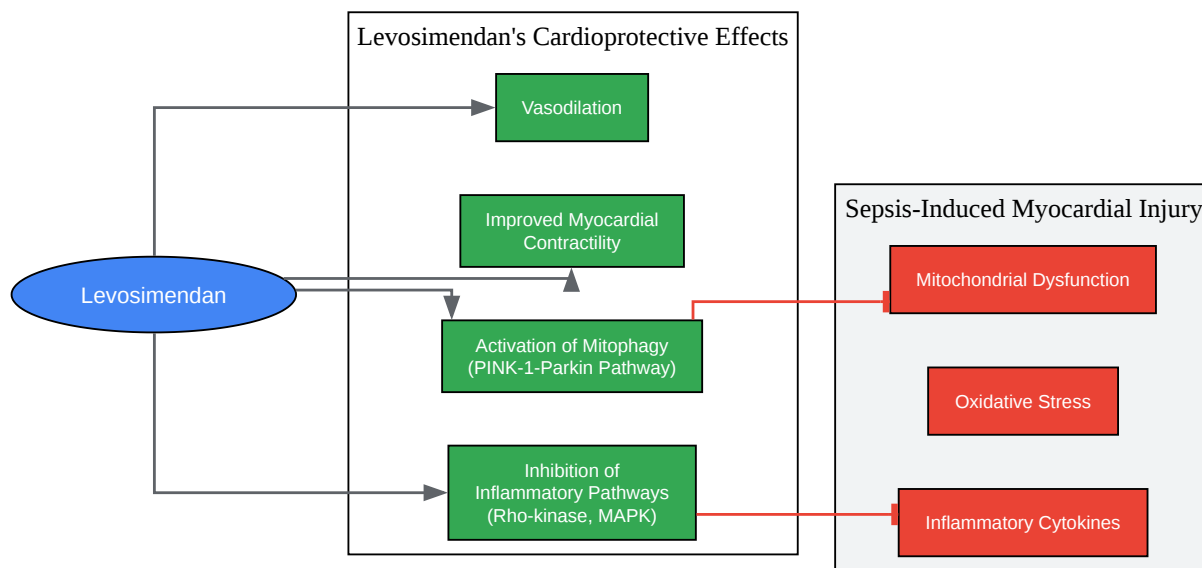 Levosimendan's Cardioprotective Effects
Vasodilation
Improved Myocardial
Contractility
Levosimendan
Activation of Mitophagy
(PINK-1-Parkin Pathway)
Inhibition of
Inflammatory Pathways
(Rho-kinase, MAPK)
Sepsis-Induced Myocardial Injury
Mitochondrial Dysfunction
Oxidative Stress
Inflammatory Cytokines